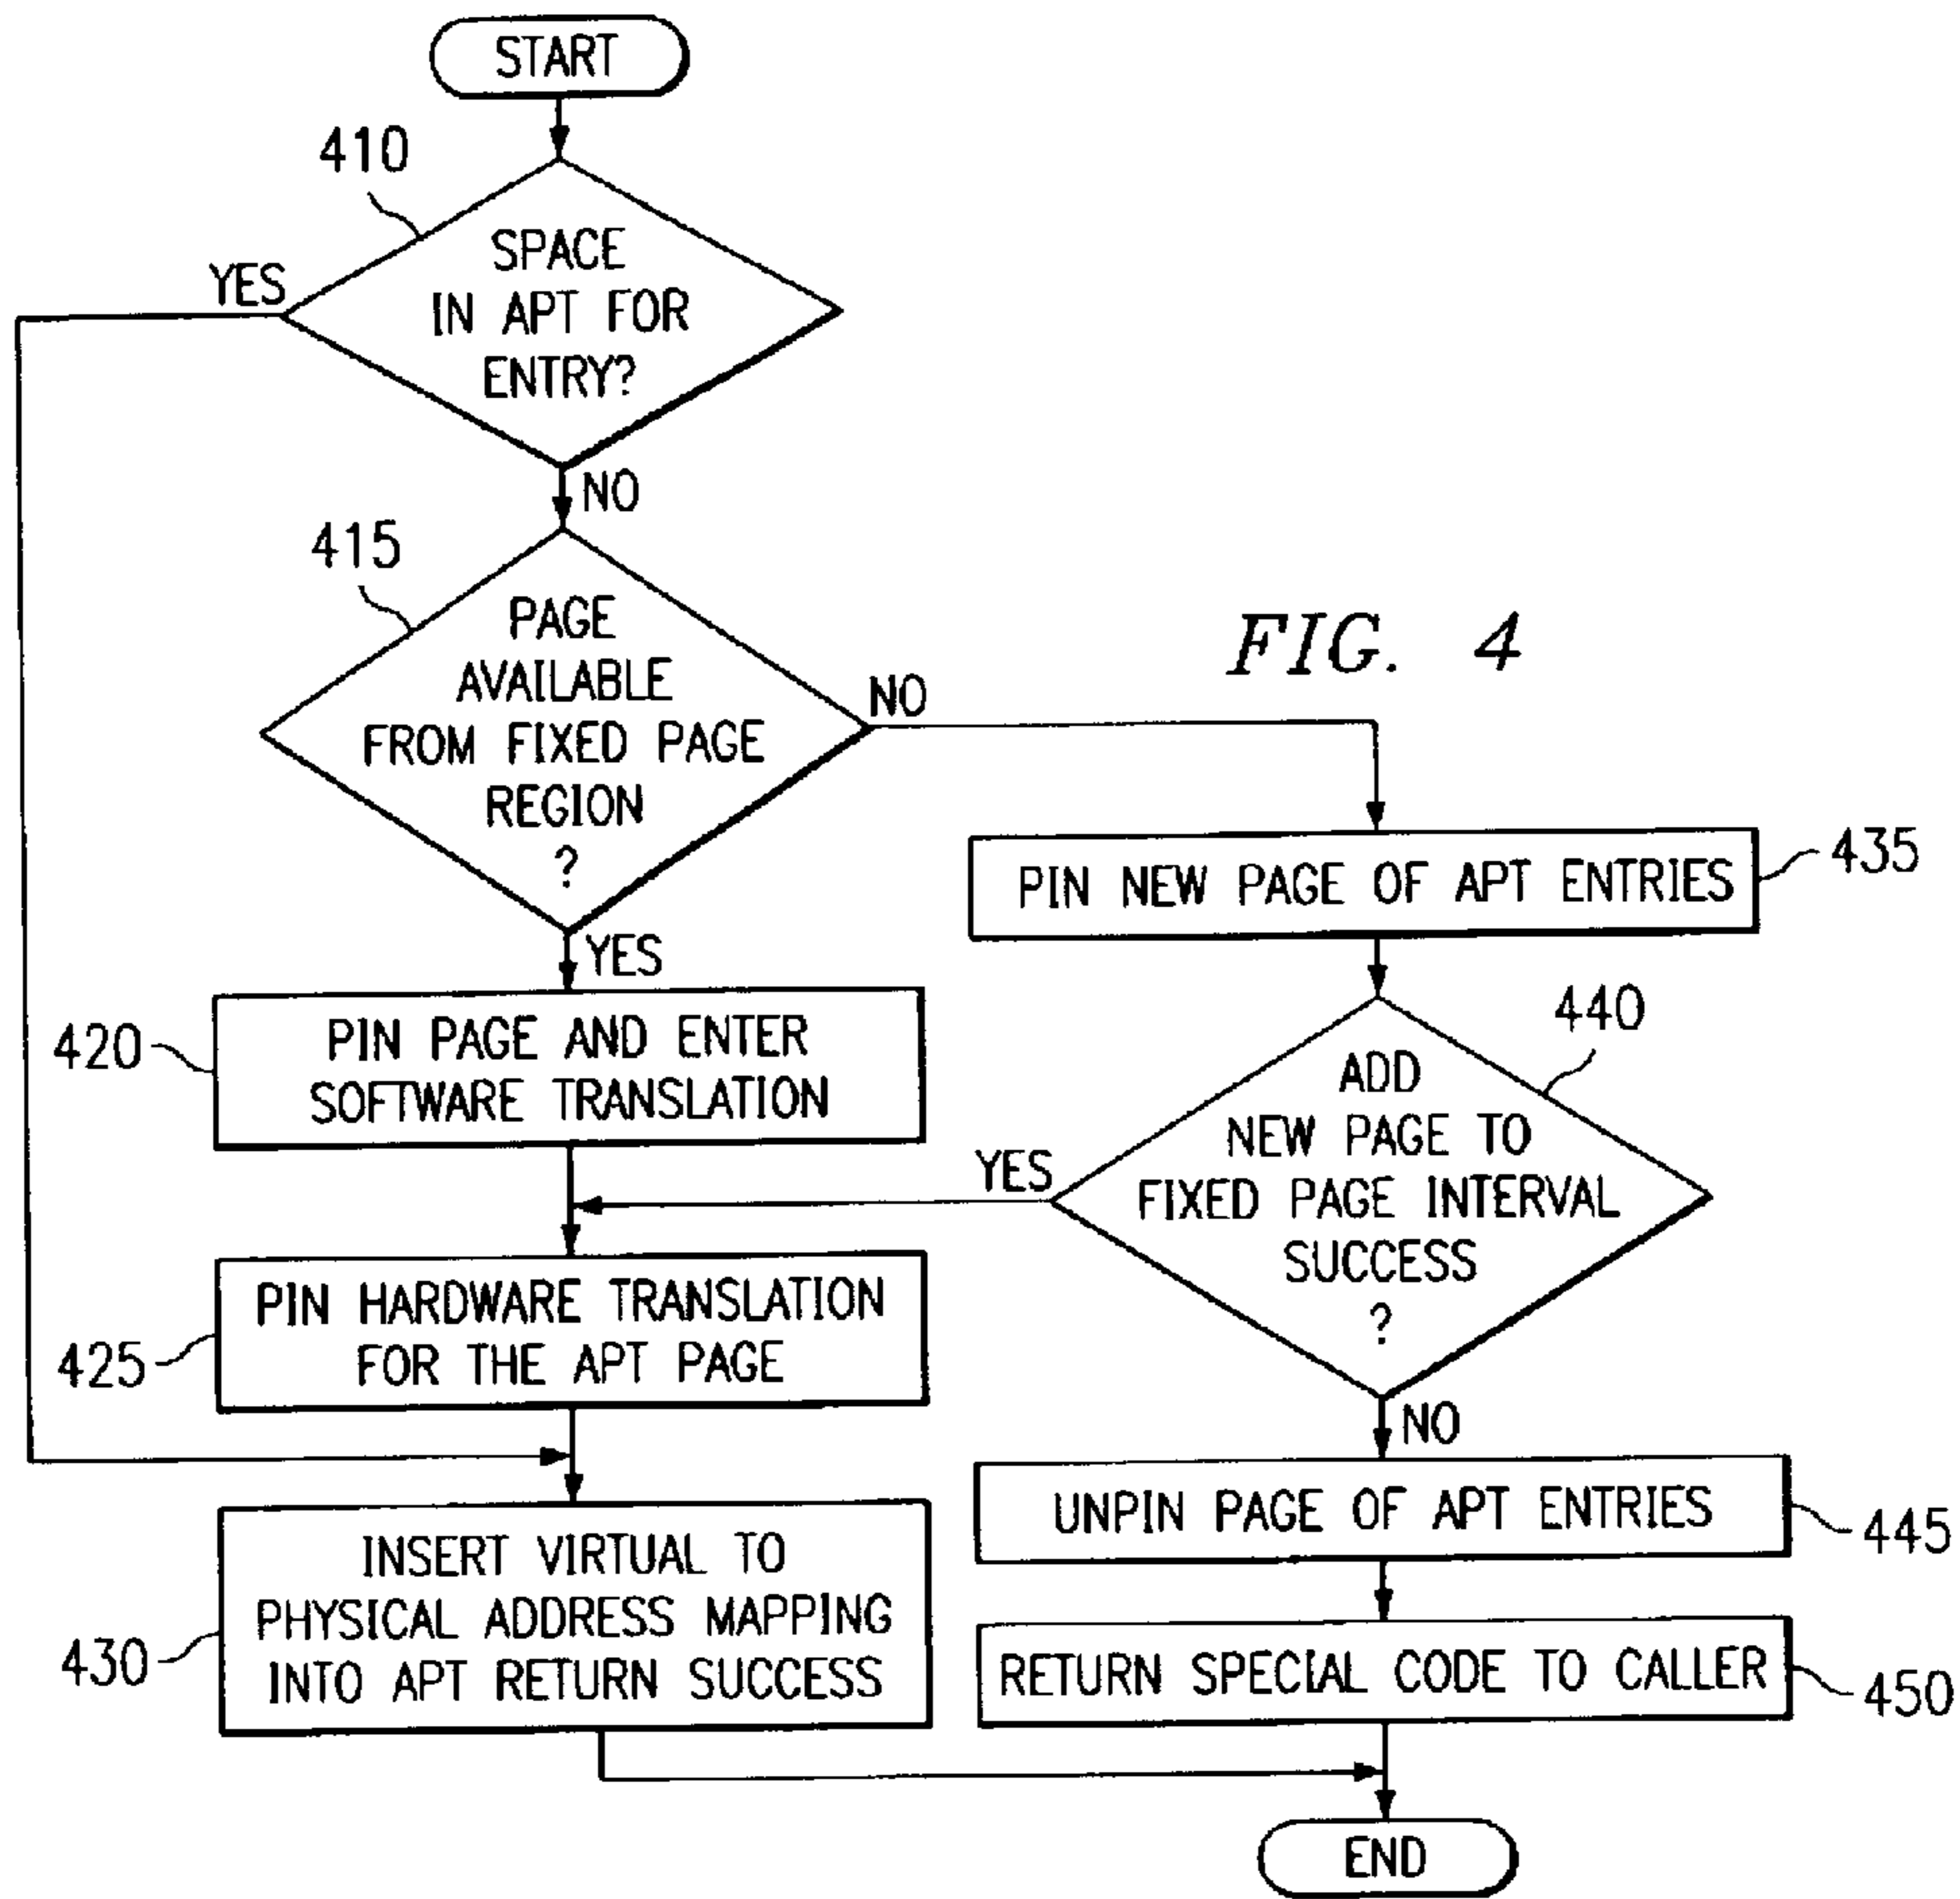 START
410
SPACE
IN APT FOR
ENTRY?
YES
NO
415
PAGE
AVAILABLE
FROM FIXED PAGE
REGION
?
NO
YES
FIG. 4
420
PIN PAGE AND ENTER
SOFTWARE TRANSLATION
435
PIN NEW PAGE OF APT ENTRIES
440
ADD
NEW PAGE TO
FIXED PAGE INTERVAL
SUCCESS
?
YES
NO
425
PIN HARDWARE TRANSLATION
FOR THE APT PAGE
430
INSERT VIRTUAL TO
PHYSICAL ADDRESS MAPPING
INTO APT RETURN SUCCESS
UNPIN PAGE OF APT ENTRIES
445
RETURN SPECIAL CODE TO CALLER
450
END